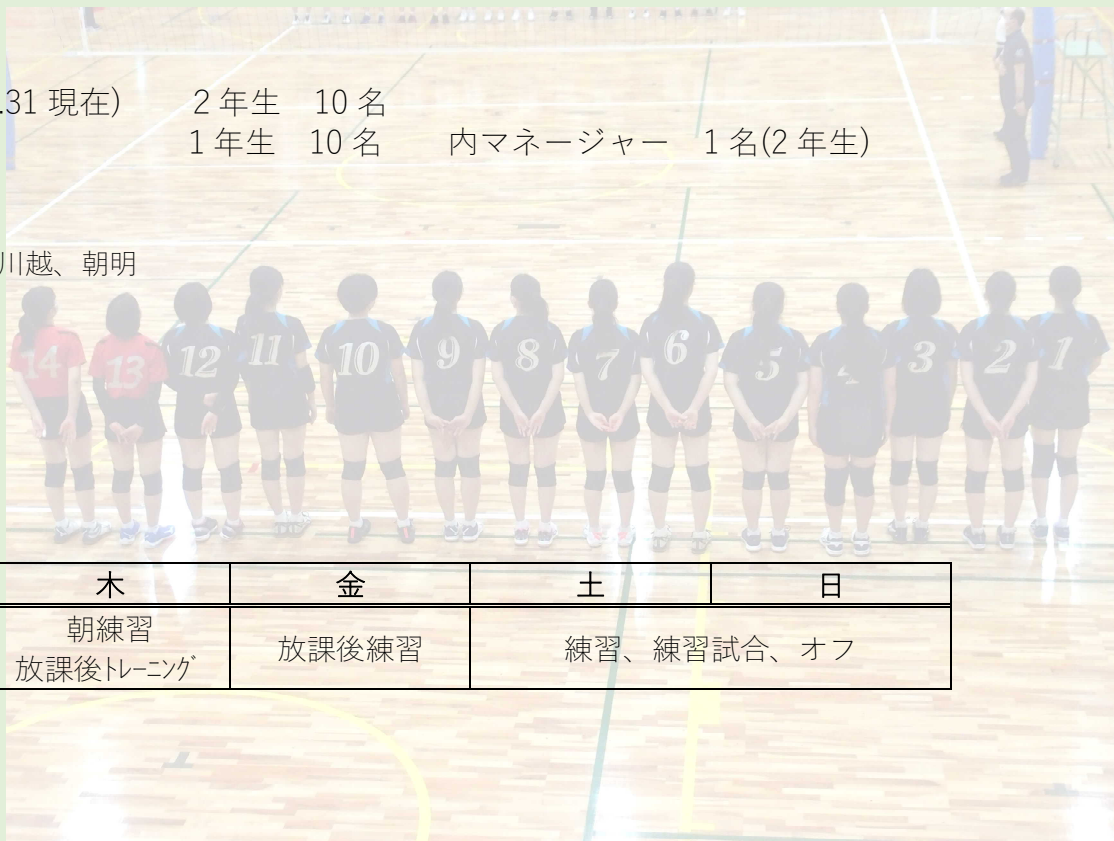 .31 現在)　2 年生　10 名
1 年生　10 名　内マネージャー　1 名(2 年生)
川越、朝明
14 13 12 11 10 9 8 7 6 5 4 3 2 1
木 金 土 日
朝練習
放課後ﾄﾚｰﾆﾝｸﾞ
放課後練習
練習、練習試合、オフ